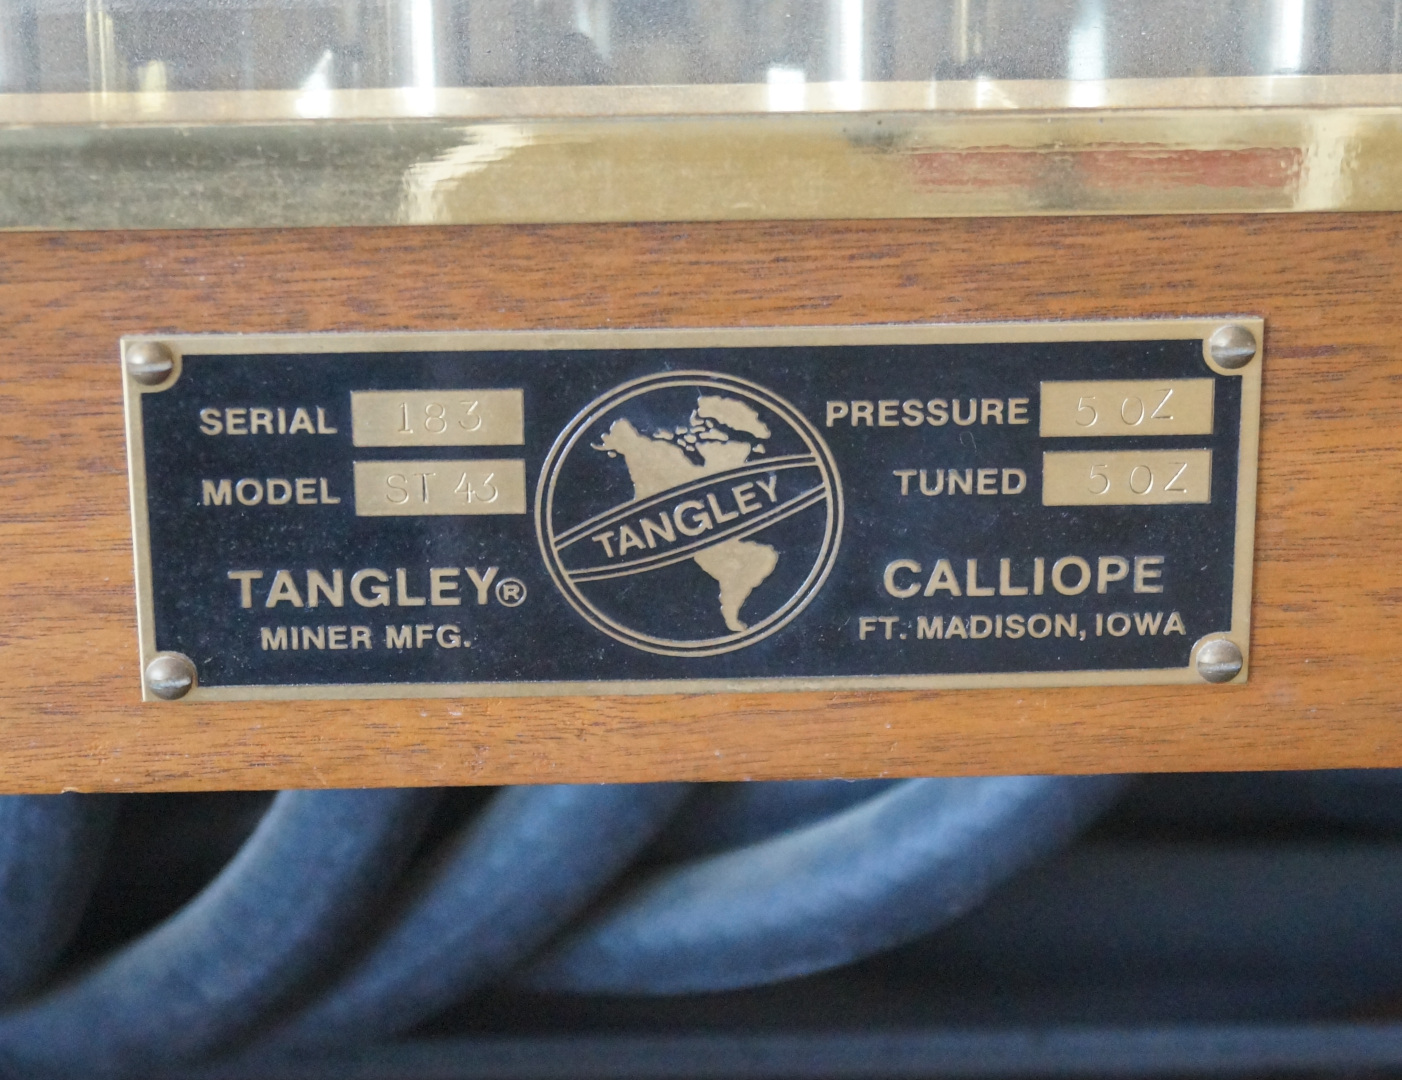 SERIAL 183
MODEL ST 43
TANGLEY®
MINER MFG.
TANGLEY
PRESSURE 5 OZ
TUNED 5 OZ
CALLIOPE
FT. MADISON, IOWA